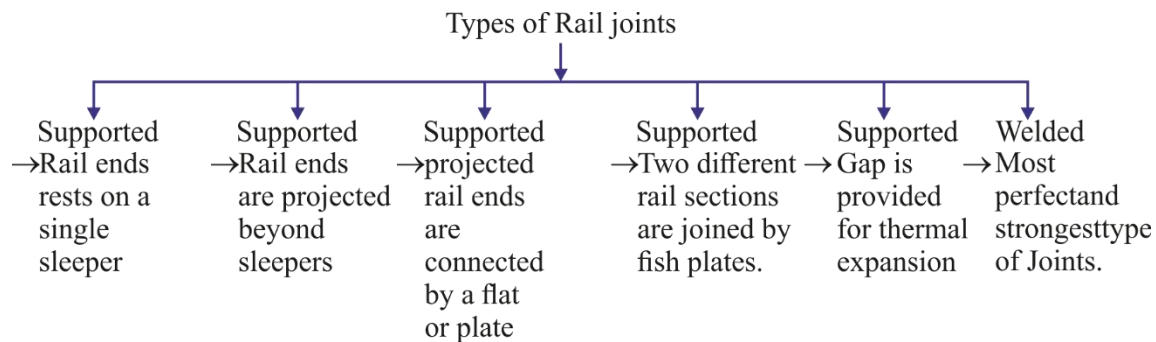 Types of Rail joints
Supported
→Rail ends
rests on a
single
sleeper
Supported
→Rail ends
are projected
beyond
sleepers
Supported
→projected
rail ends
are
connected
by a flat
or plate
Supported
→Two different
rail sections
are joined by
fish plates.
Supported
→Gap is
provided
for thermal
expansion
Welded
→Most
perfectand
strongesttype
of Joints.